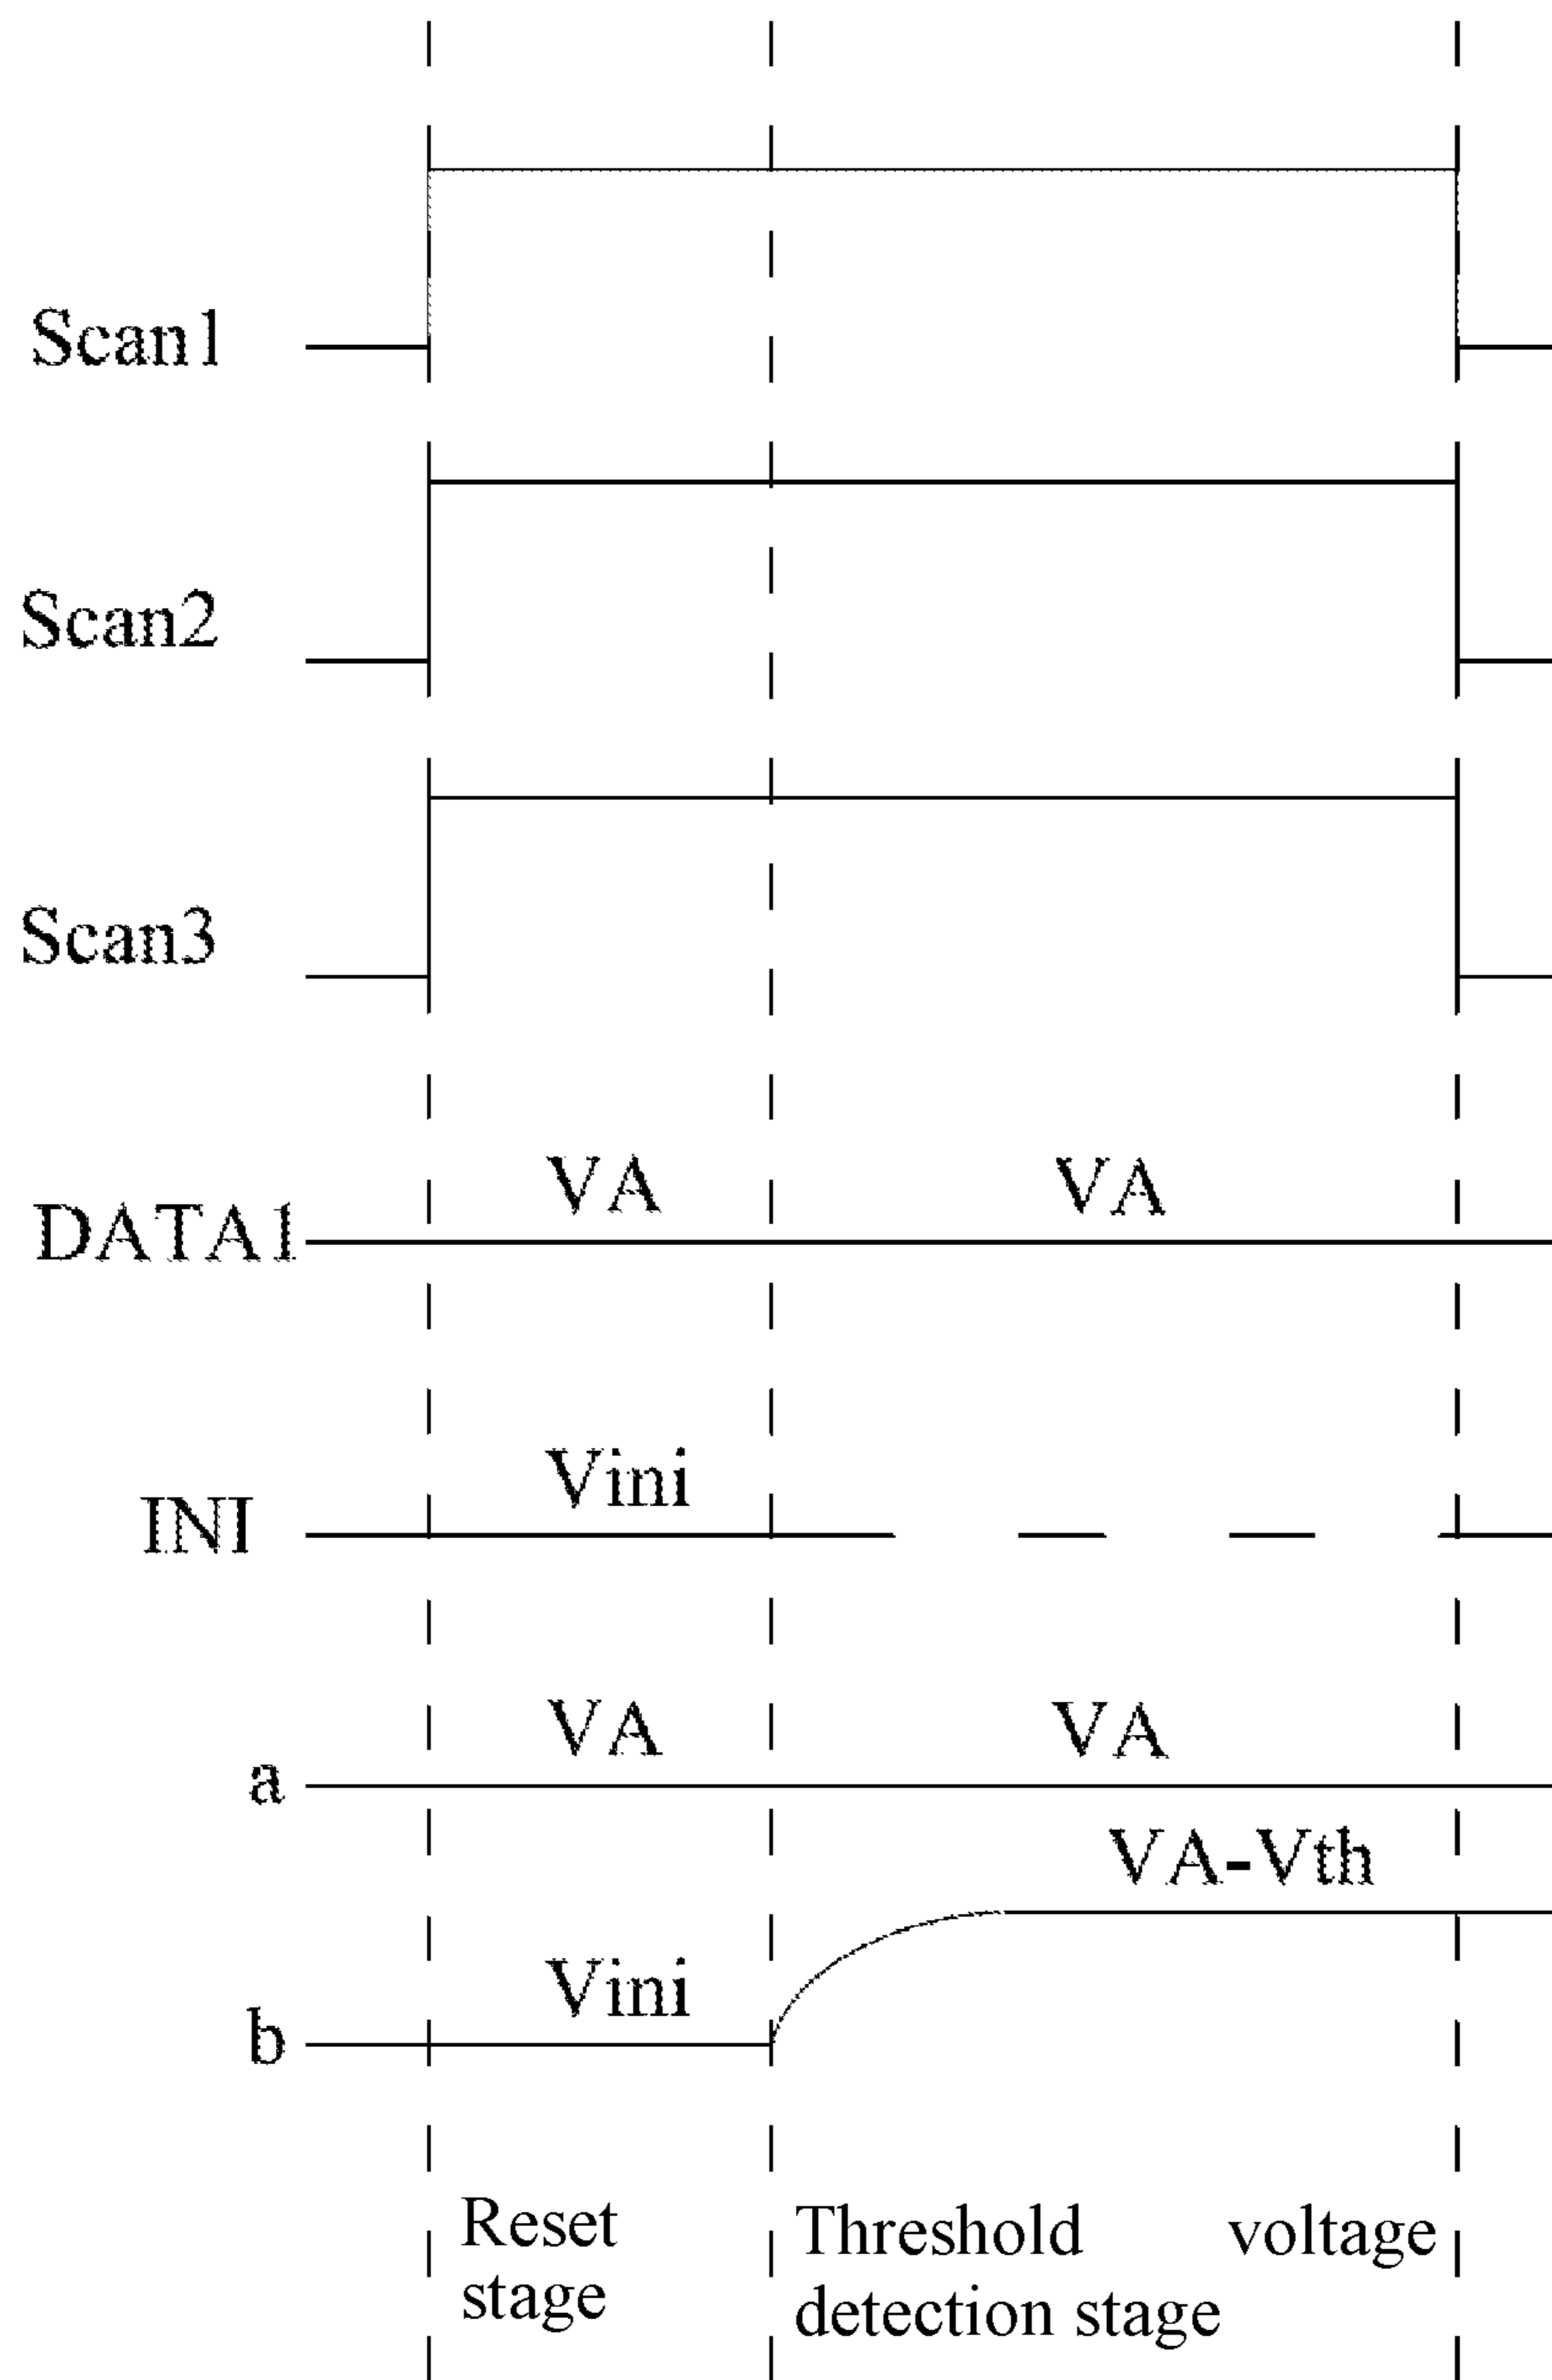 Scan1
Scan2
Scan3
VA VA
DATA1
Vini
INI
VA VA
a
VA-Vth
Vini
b
Reset
stage
Threshold voltage
detection stage